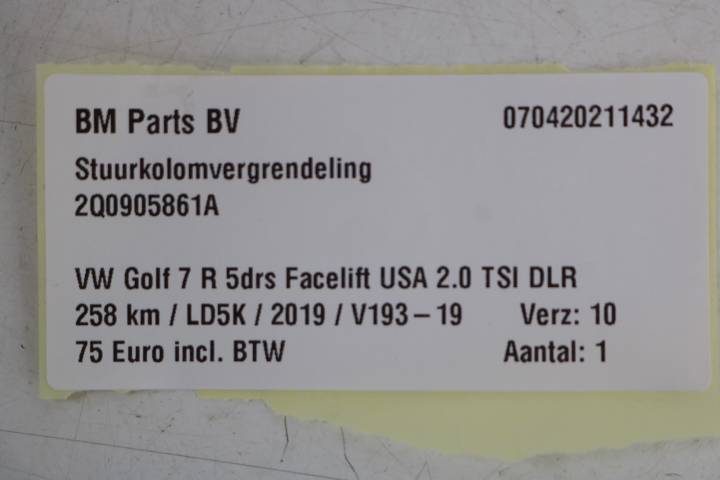 BM Parts BV 070420211432
Stuurkolomvergrendeling
2Q0905861A
VW Golf 7 R 5drs Facelift USA 2.0 TSI DLR
258 km / LD5K / 2019 / V193-19 Verz: 10
75 Euro incl. BTW Aantal: 1